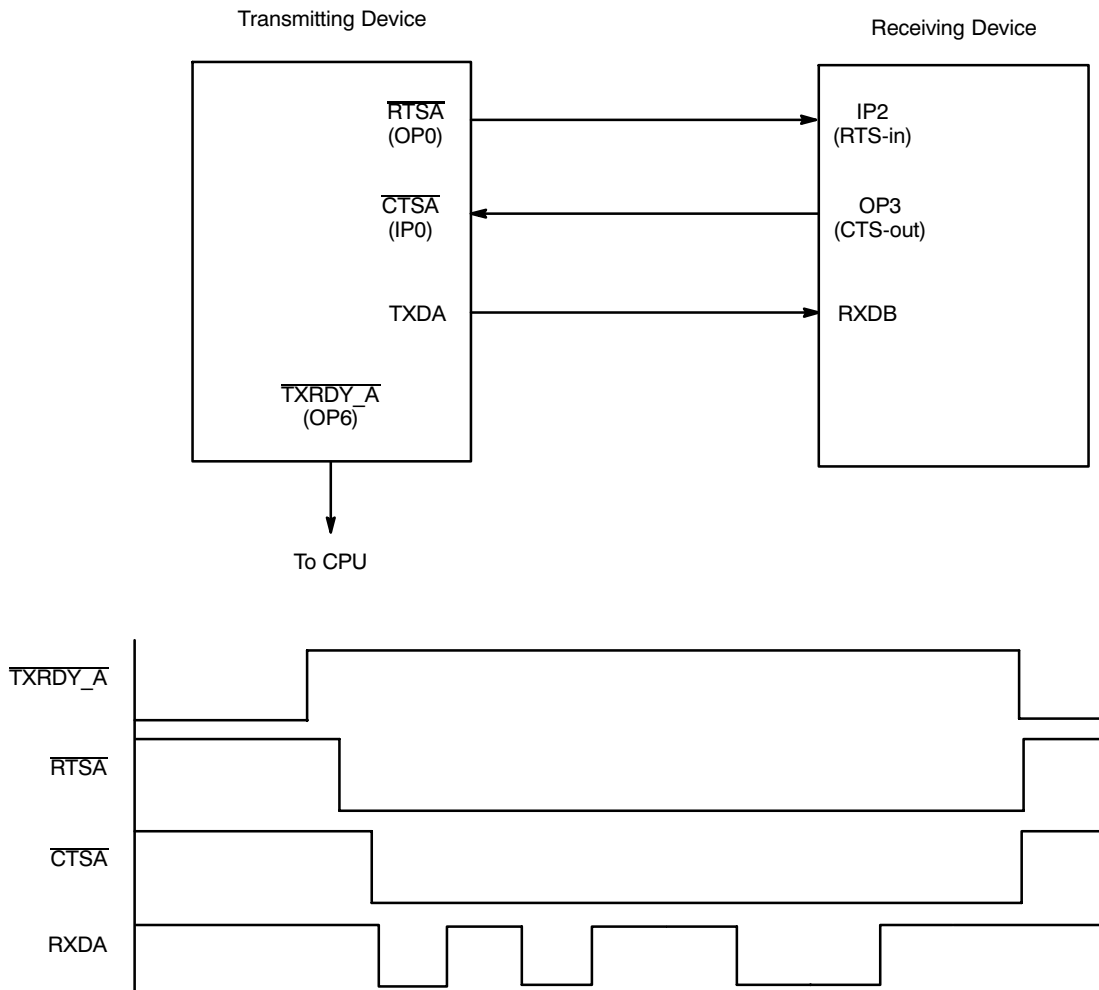 Transmitting Device
Receiving Device
RTSA
(OP0)
IP2
(RTS-in)
CTSA
(IP0)
OP3
(CTS-out)
TXDA
RXDB
TXRDY_A
(OP6)
To CPU
TXRDY_A
RTSA
CTSA
RXDA